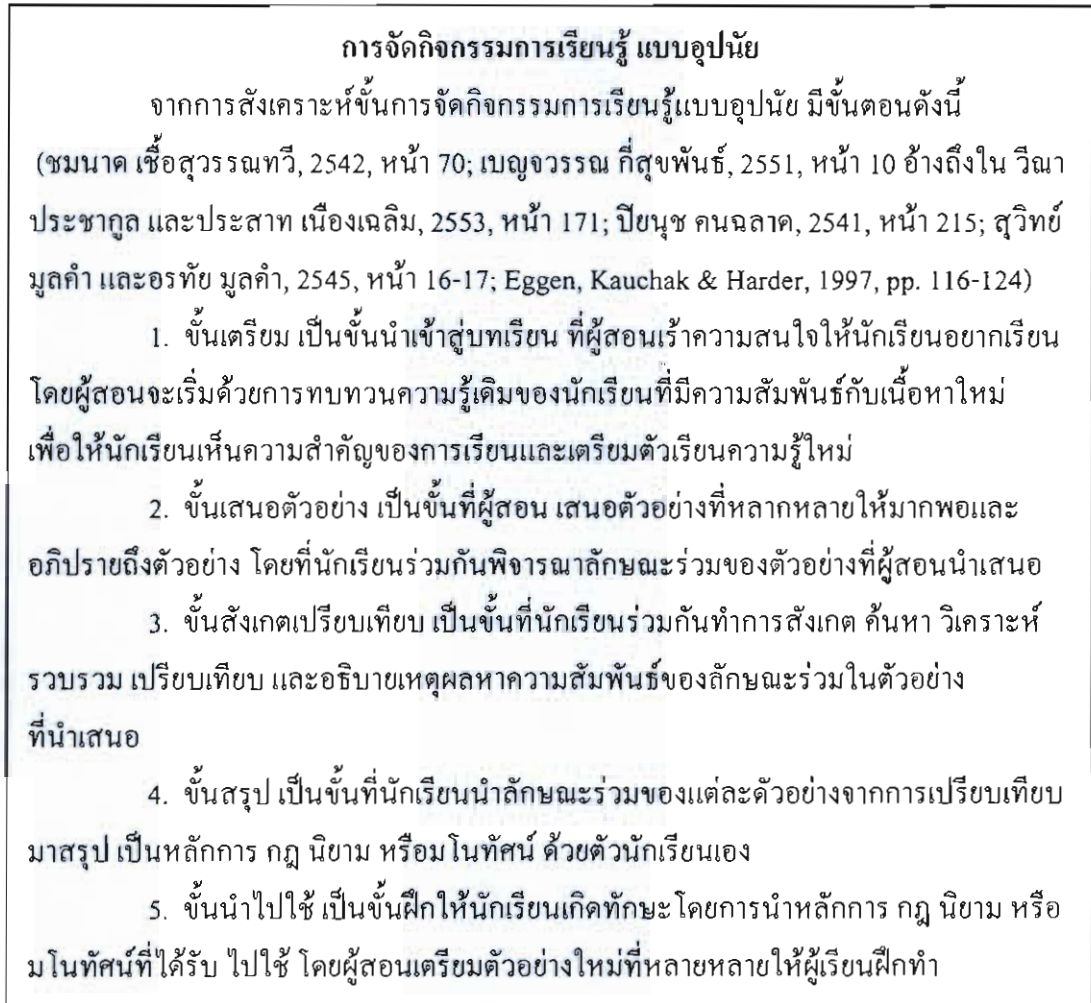 การจัดกิจกรรมการเรียนรู้ แบบอุปนัย
จากการสังเคราะห์ขั้นการจัดกิจกรรมการเรียนรู้แบบอุปนัย มีขั้นตอนดังนี้
(ชมนาด เชื้อสุวรรณทวี, 2542, หน้า 70; เบญจวรรณ กี่สุขพันธ์, 2551, หน้า 10 อ้างถึงใน วีณา
ประชากูล และประสาท เนืองเฉลิม, 2553, หน้า 171; ปิยนุช คนฉลาด, 2541, หน้า 215; สุวิทย์
มูลคำ และอรทัย มูลคำ, 2545, หน้า 16-17; Eggen, Kauchak & Harder, 1997, pp. 116-124)
1. ขั้นเตรียม เป็นขั้นนำเข้าสู่บทเรียน ที่ผู้สอนเร้าความสนใจให้นักเรียนอยากเรียน
โดยผู้สอนจะเริ่มด้วยการทบทวนความรู้เดิมของนักเรียนที่มีความสัมพันธ์กับเนื้อหาใหม่
เพื่อให้นักเรียนเห็นความสำคัญของการเรียนและเตรียมตัวเรียนความรู้ใหม่
2. ขั้นเสนอตัวอย่าง เป็นขั้นที่ผู้สอน เสนอตัวอย่างที่หลากหลายให้มากพอและ
อภิปรายถึงตัวอย่าง โดยที่นักเรียนร่วมกันพิจารณาลักษณะร่วมของตัวอย่างที่ผู้สอนนำเสนอ
3. ขั้นสังเกตเปรียบเทียบ เป็นขั้นที่นักเรียนร่วมกันทำการสังเกต ค้นหา วิเคราะห์
รวบรวม เปรียบเทียบ และอธิบายเหตุผลหาความสัมพันธ์ของลักษณะร่วมในตัวอย่าง
ที่นำเสนอ
4. ขั้นสรุป เป็นขั้นที่นักเรียนนำลักษณะร่วมของแต่ละตัวอย่างจากการเปรียบเทียบ
มาสรุป เป็นหลักการ กฎ นิยาม หรือมโนทัศน์ ด้วยตัวนักเรียนเอง
5. ขั้นนำไปใช้ เป็นขั้นฝึกให้นักเรียนเกิดทักษะโดยการนำหลักการ กฎ นิยาม หรือ
มโนทัศน์ที่ได้รับ ไปใช้ โดยผู้สอนเตรียมตัวอย่างใหม่ที่หลายหลายให้ผู้เรียนฝึกทำ